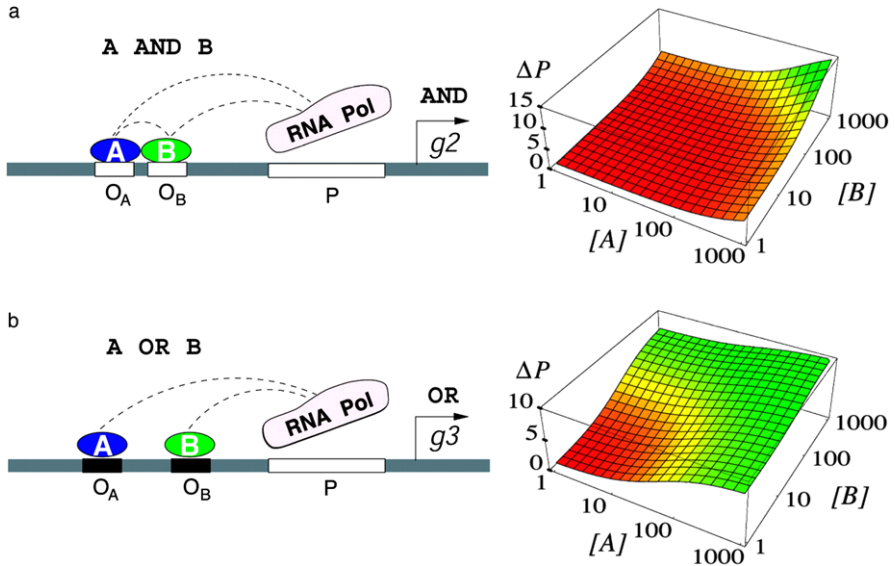 a
A AND B
A B RNA Pol AND
g2
O_A O_B P
ΔP
15
10
5
0
1
10
100
1000
[A]
1
10
100
1000
[B]
b
A OR B
A B RNA Pol OR
g3
O_A O_B P
ΔP
10
5
0
1
10
100
1000
[A]
1
10
100
1000
[B]